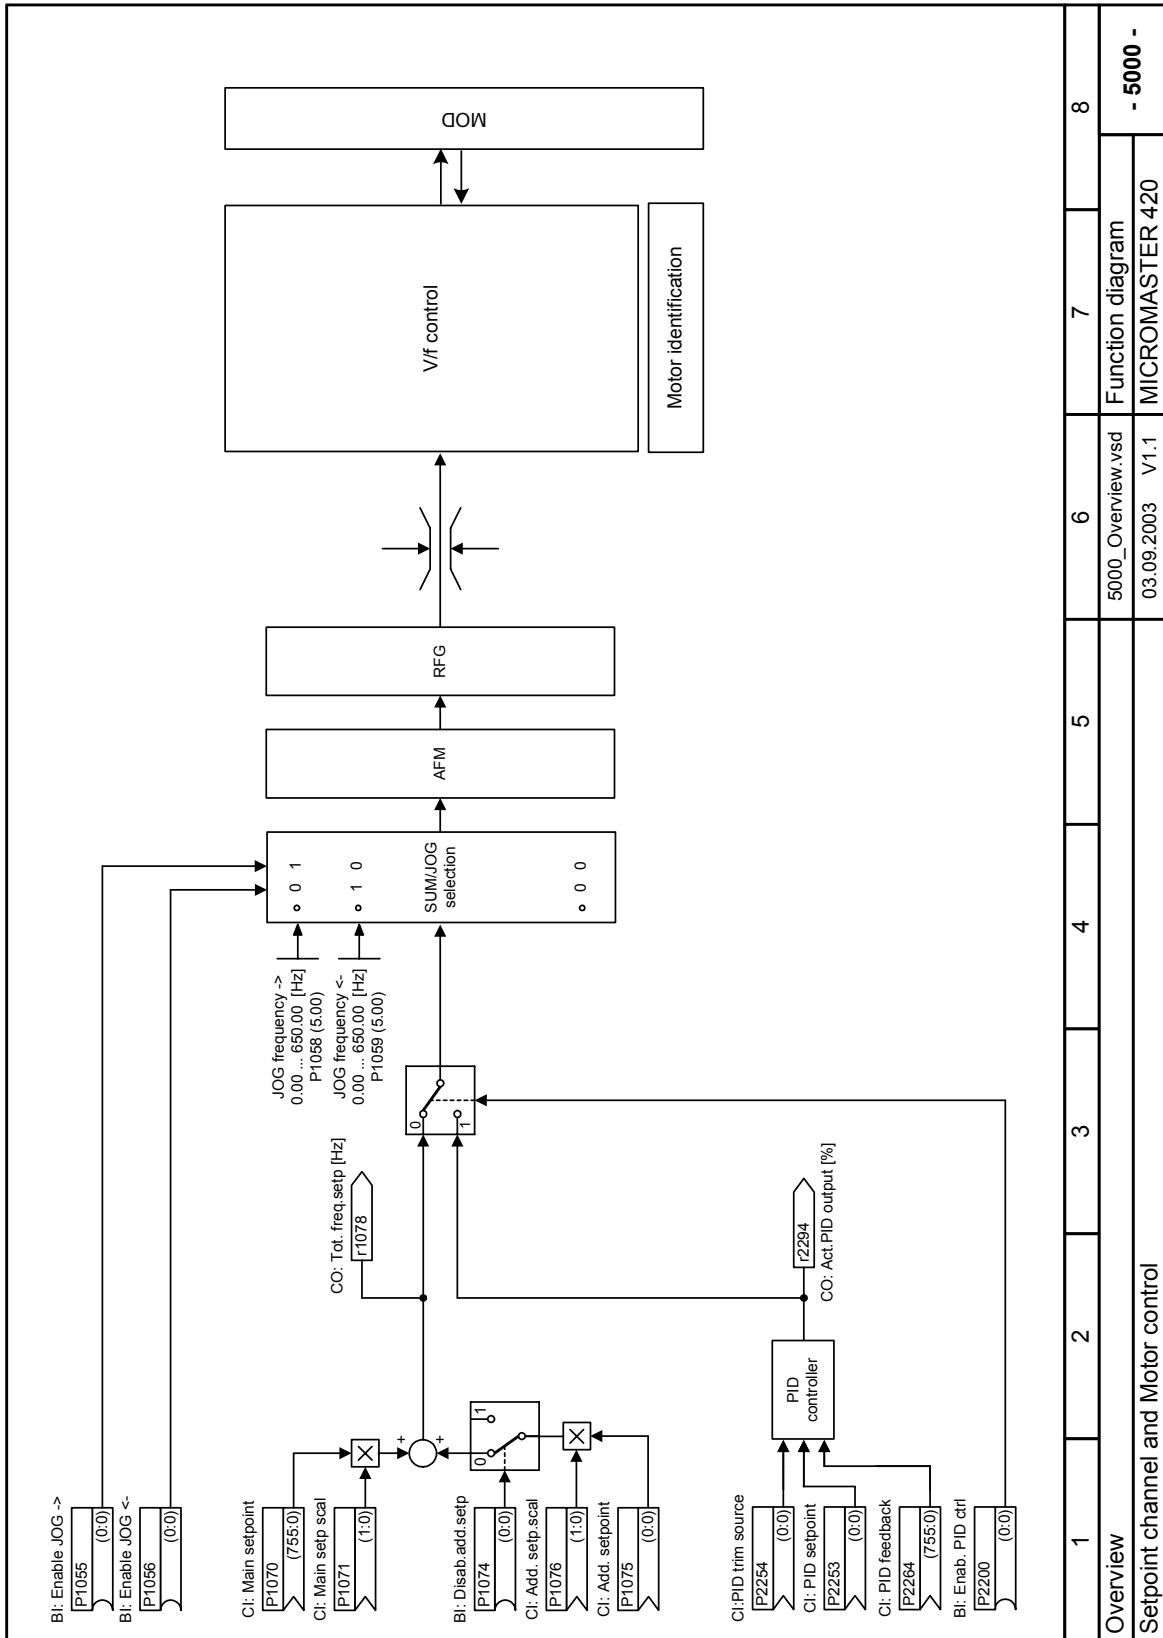 BI: Enable JOG ->
P1055
(0:0)
BI: Enable JOG <-
P1056
(0:0)
CI: Main setpoint
P1070
(755:0)
CI: Main setp scal
P1071
(1:0)
BI: Disab.add.setp
P1074
(0:0)
CI: Add. setp.scal
P1076
(1:0)
CI: Add. setpoint
P1075
(0:0)
CI:PID trim source
P2254
(0:0)
CI: PID setpoint
P2253
(0:0)
CI: PID feedback
P2264
(755:0)
BI: Enab. PID ctrl
P2200
(0:0)
+
+
0
1
PID
controller
CO: Tot. freq.setp [Hz]
r1078
r2294
CO: Act.PID output [%]
0
1
JOG frequency ->
0.00 ... 650.00 [Hz]
P1058 (5.00)
JOG frequency <-
0.00 ... 650.00 [Hz]
P1059 (5.00)
0 1
1 0
SUM/JOG
selection
0 0
AFM
RFG
V/f control
Motor identification
MOD
1 2 3 4 5 6 7 8
Overview
5000_Overview.vsd
Function diagram
- 5000 -
Setpoint channel and Motor control
03.09.2003 V1.1
MICROMASTER 420